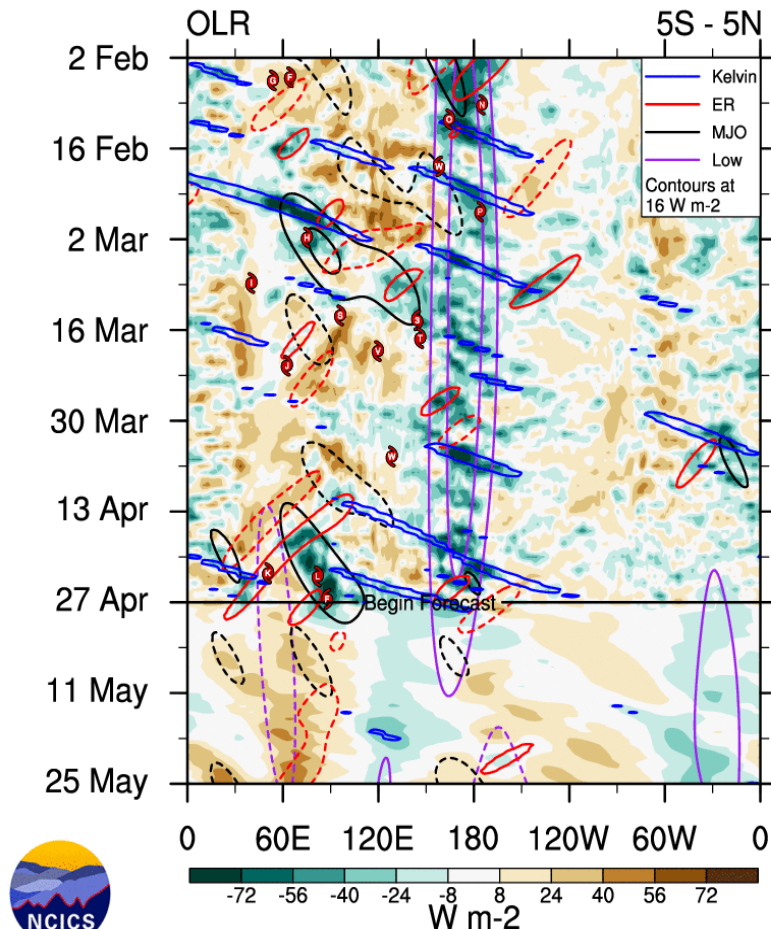 OLR 5S - 5N
2 Feb
16 Feb
2 Mar
16 Mar
30 Mar
13 Apr
27 Apr
11 May
25 May
Kelvin
ER
MJO
Low
Contours at
16 W m-2
G F
N
O
W
P
H
I
S 3
T
V
J
W
K L
F
Begin Forecast
0 60E 120E 180 120W 60W 0
-72 -56 -40 -24 -8 8 24 40 56 72
W m-2
NCICS